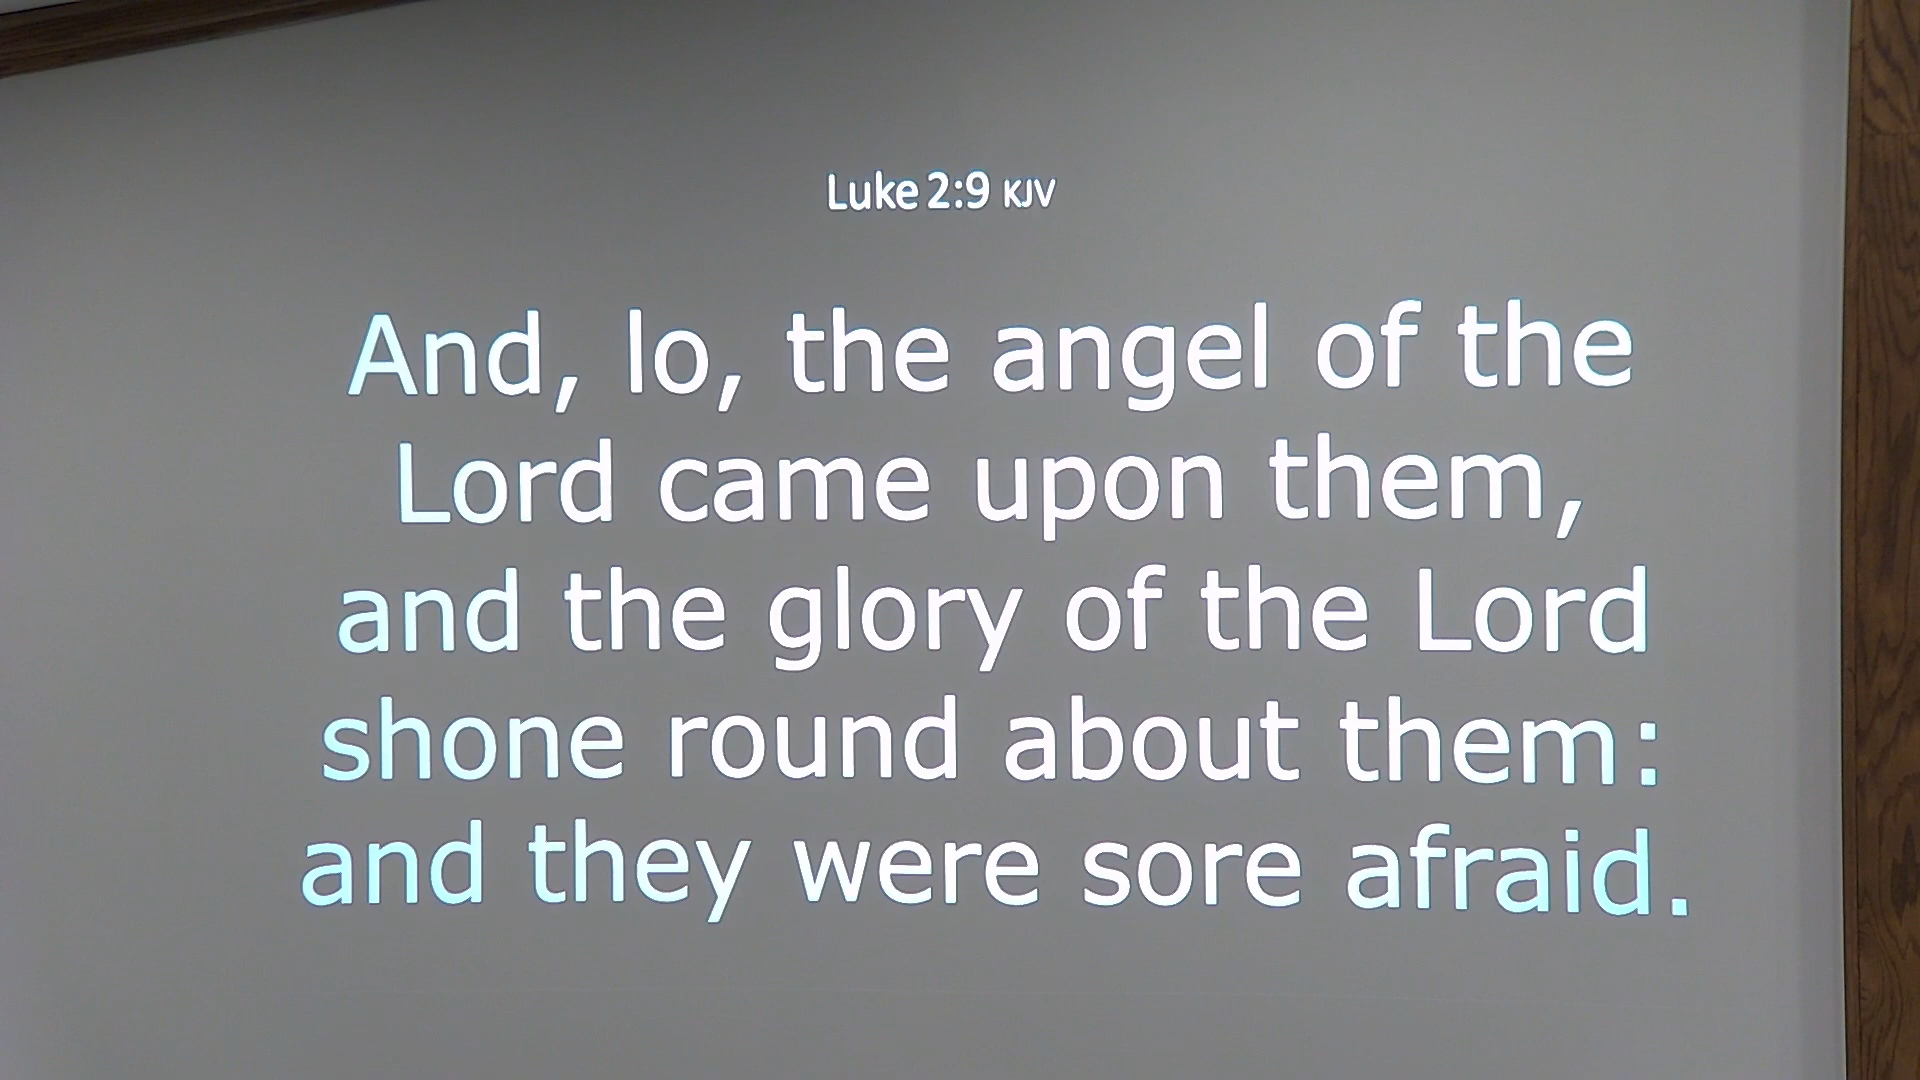 Luke 2:9 KJV
And, lo, the angel of the
Lord came upon them,
and the glory of the Lord
shone round about them:
and they were sore afraid.